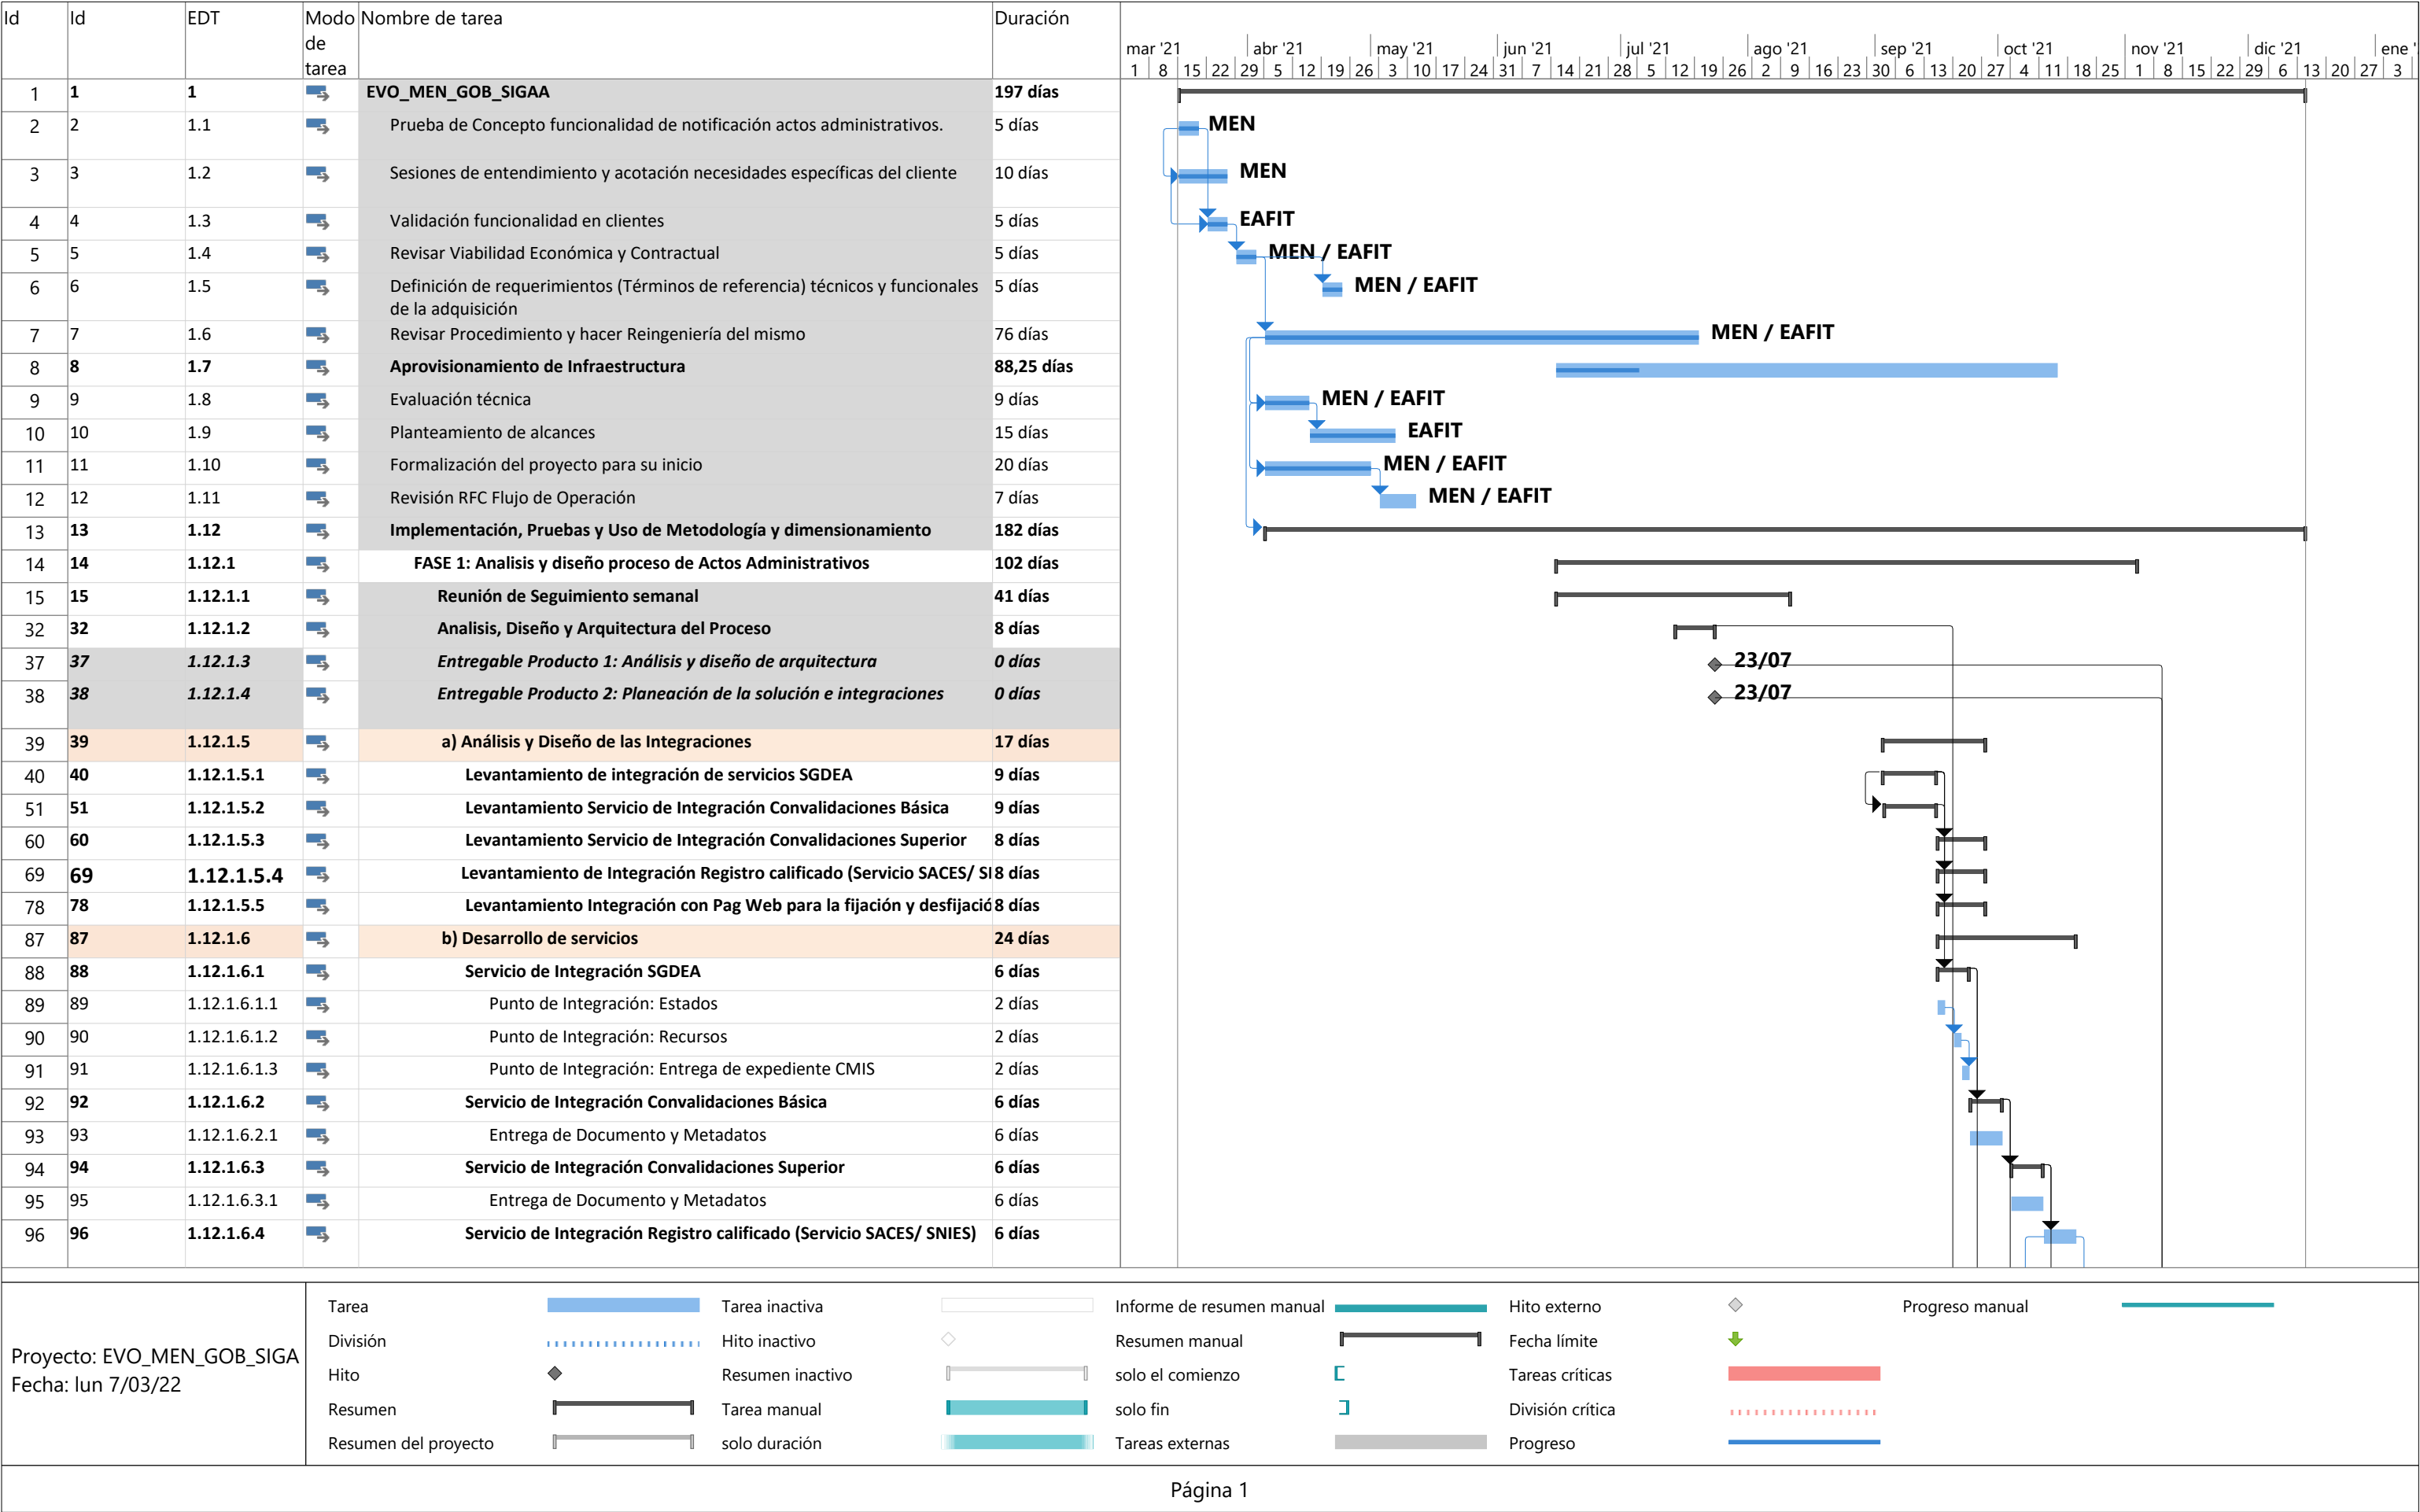 Id Id EDT Modo de tarea Nombre de tarea Duración
mar '21 abr '21 may '21 jun '21 jul '21 ago '21 sep '21 oct '21 nov '21 dic '21 ene '
1 8 15 22 29 5 12 19 26 3 10 17 24 31 7 14 21 28 5 12 19 26 2 9 16 23 30 6 13 20 27 4 11 18 25 1 8 15 22 29 6 13 20 27 3
1 1 1 EVO_MEN_GOB_SIGAA 197 días
2 2 1.1 Prueba de Concepto funcionalidad de notificación actos administrativos. 5 días MEN
3 3 1.2 Sesiones de entendimiento y acotación necesidades específicas del cliente 10 días MEN
4 4 1.3 Validación funcionalidad en clientes 5 días EAFIT
5 5 1.4 Revisar Viabilidad Económica y Contractual 5 días MEN / EAFIT
6 6 1.5 Definición de requerimientos (Términos de referencia) técnicos y funcionales 5 días MEN / EAFIT
de la adquisición
7 7 1.6 Revisar Procedimiento y hacer Reingeniería del mismo 76 días MEN / EAFIT
8 8 1.7 Aprovisionamiento de Infraestructura 88,25 días
9 9 1.8 Evaluación técnica 9 días MEN / EAFIT
10 10 1.9 Planteamiento de alcances 15 días EAFIT
11 11 1.10 Formalización del proyecto para su inicio 20 días MEN / EAFIT
12 12 1.11 Revisión RFC Flujo de Operación 7 días MEN / EAFIT
13 13 1.12 Implementación, Pruebas y Uso de Metodología y dimensionamiento 182 días
14 14 1.12.1 FASE 1: Analisis y diseño proceso de Actos Administrativos 102 días
15 15 1.12.1.1 Reunión de Seguimiento semanal 41 días
32 32 1.12.1.2 Analisis, Diseño y Arquitectura del Proceso 8 días
37 37 1.12.1.3 Entregable Producto 1: Análisis y diseño de arquitectura 0 días 23/07
38 38 1.12.1.4 Entregable Producto 2: Planeación de la solución e integraciones 0 días 23/07
39 39 1.12.1.5 a) Análisis y Diseño de las Integraciones 17 días
40 40 1.12.1.5.1 Levantamiento de integración de servicios SGDEA 9 días
51 51 1.12.1.5.2 Levantamiento Servicio de Integración Convalidaciones Básica 9 días
60 60 1.12.1.5.3 Levantamiento Servicio de Integración Convalidaciones Superior 8 días
69 69 1.12.1.5.4 Levantamiento de Integración Registro calificado (Servicio SACES/ SI 8 días
78 78 1.12.1.5.5 Levantamiento Integración con Pag Web para la fijación y desfijació 8 días
87 87 1.12.1.6 b) Desarrollo de servicios 24 días
88 88 1.12.1.6.1 Servicio de Integración SGDEA 6 días
89 89 1.12.1.6.1.1 Punto de Integración: Estados 2 días
90 90 1.12.1.6.1.2 Punto de Integración: Recursos 2 días
91 91 1.12.1.6.1.3 Punto de Integración: Entrega de expediente CMIS 2 días
92 92 1.12.1.6.2 Servicio de Integración Convalidaciones Básica 6 días
93 93 1.12.1.6.2.1 Entrega de Documento y Metadatos 6 días
94 94 1.12.1.6.3 Servicio de Integración Convalidaciones Superior 6 días
95 95 1.12.1.6.3.1 Entrega de Documento y Metadatos 6 días
96 96 1.12.1.6.4 Servicio de Integración Registro calificado (Servicio SACES/ SNIES) 6 días
Proyecto: EVO_MEN_GOB_SIGA
Fecha: lun 7/03/22
Tarea Tarea inactiva Informe de resumen manual Hito externo Progreso manual
División Hito inactivo Resumen manual Fecha límite
Hito Resumen inactivo solo el comienzo Tareas críticas
Resumen Tarea manual solo fin División crítica
Resumen del proyecto solo duración Tareas externas Progreso
Página 1